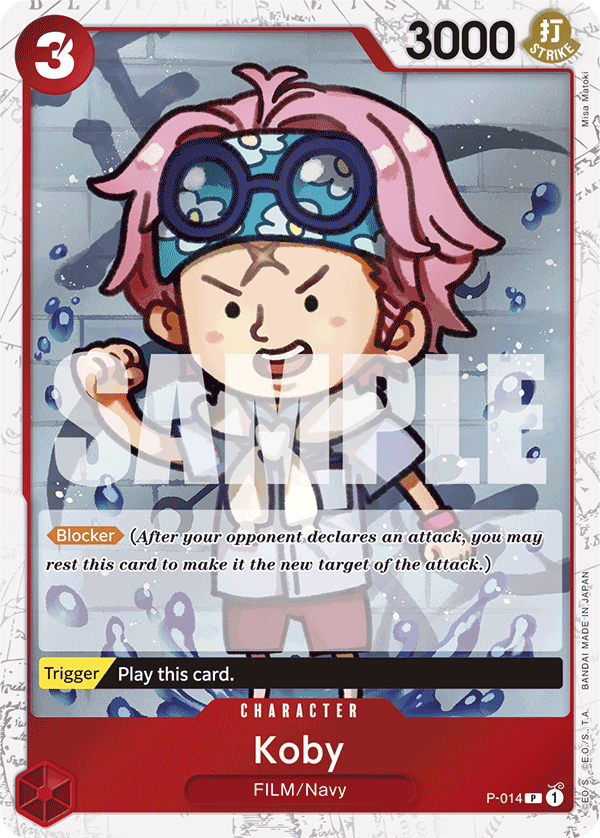 3
3000
打
STRIKE
Misa Matoki
SAMPLE
Blocker (After your opponent declares an attack, you may
rest this card to make it the new target of the attack.)
Trigger Play this card.
BANDAI MADE IN JAPAN
©E.O./S., T.A.
CHARACTER
Koby
FILM/Navy
P-014 P 1